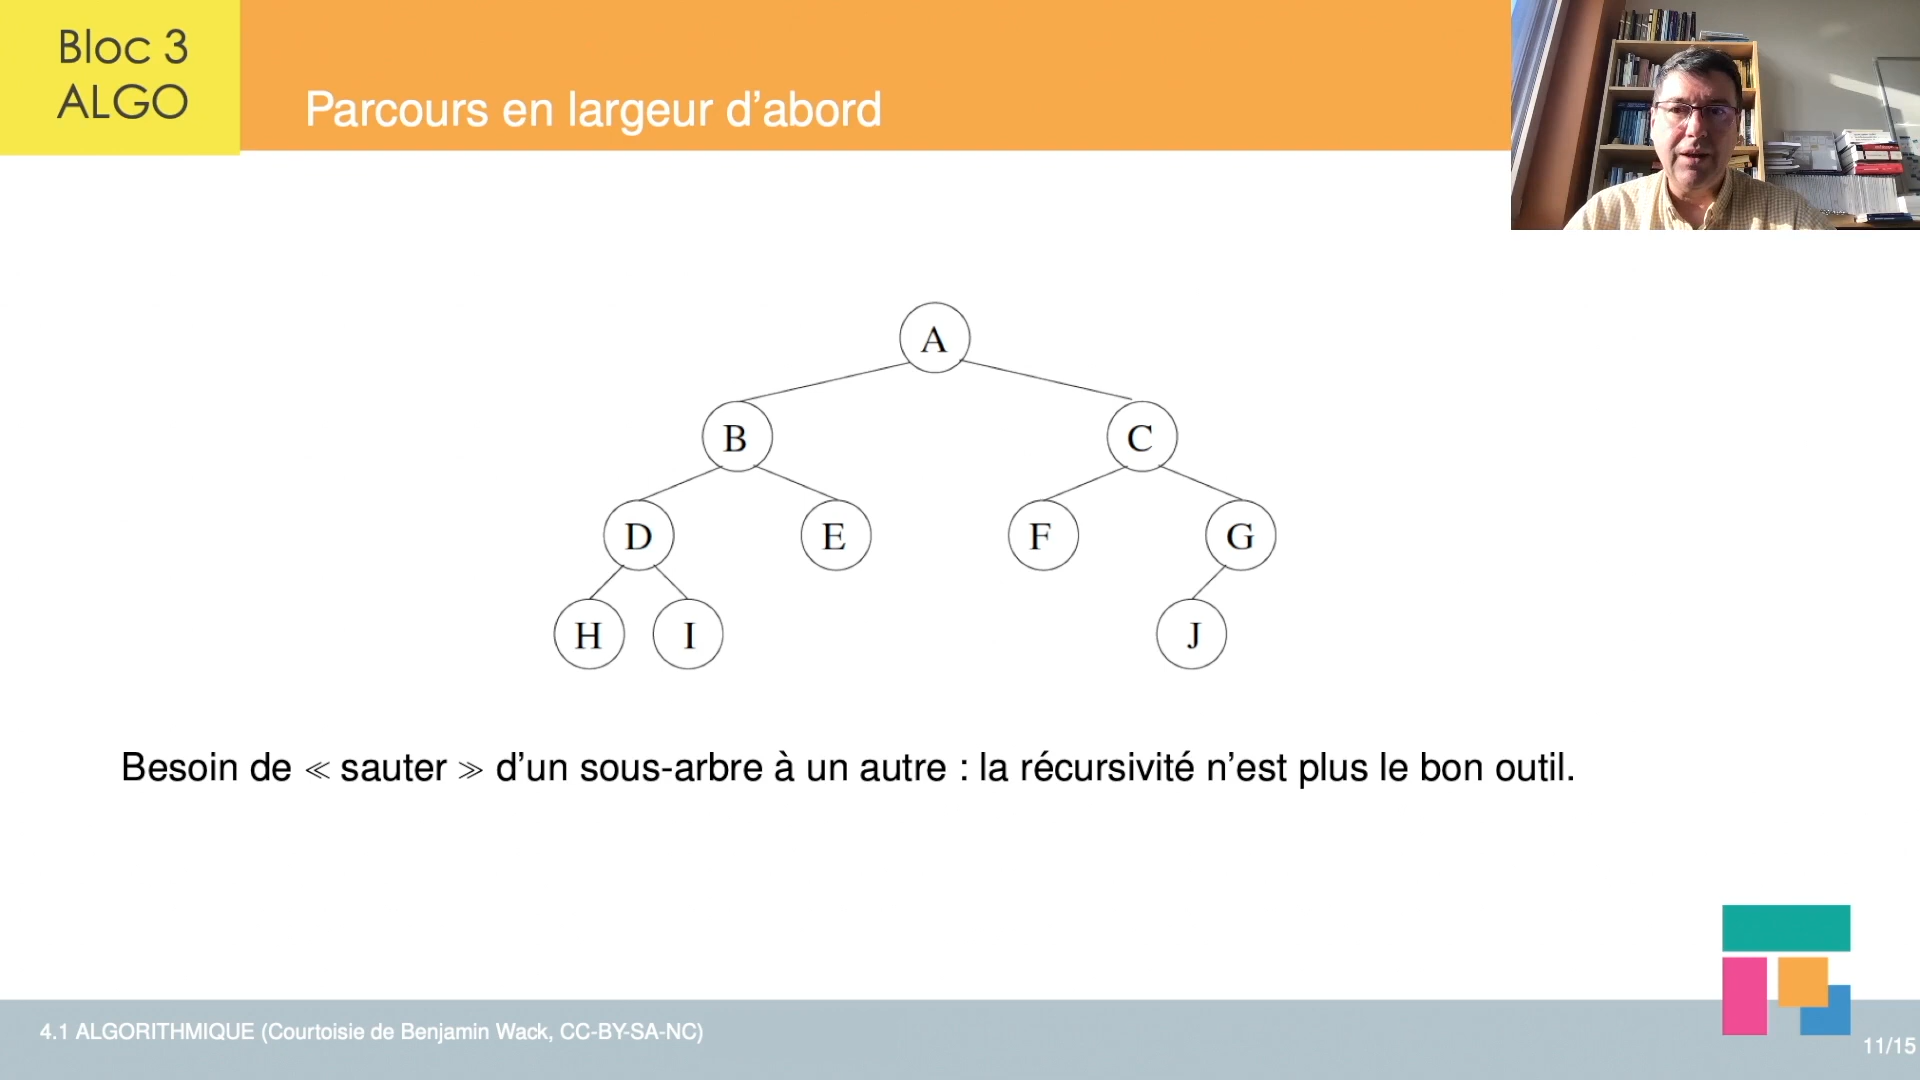 Bloc 3
ALGO
Parcours en largeur d'abord
A
B
C
D
E
F
G
H
I
J
Besoin de ≪ sauter ≫ d'un sous-arbre à un autre : la récursivité n'est plus le bon outil.
4.1 ALGORITHMIQUE (Courtoisie de Benjamin Wack, CC-BY-SA-NC)
11/15